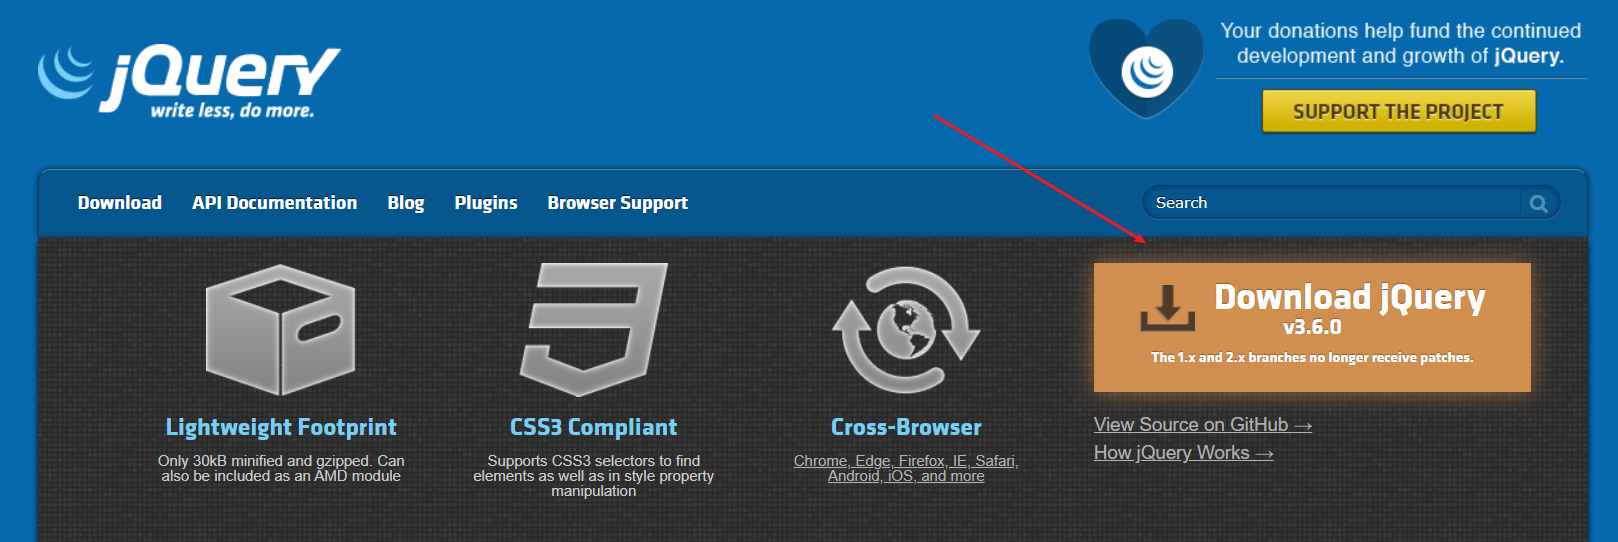 jQuery
write less, do more.
Your donations help fund the continued
development and growth of jQuery.
SUPPORT THE PROJECT
Download API Documentation Blog Plugins Browser Support
Search
Lightweight Footprint
Only 30kB minified and gzipped. Can
also be included as an AMD module
CSS3 Compliant
Supports CSS3 selectors to find
elements as well as in style property
manipulation
Cross-Browser
Chrome, Edge, Firefox, IE, Safari,
Android, iOS, and more
Download jQuery
v3.6.0
The 1.x and 2.x branches no longer receive patches.
View Source on GitHub →
How jQuery Works →